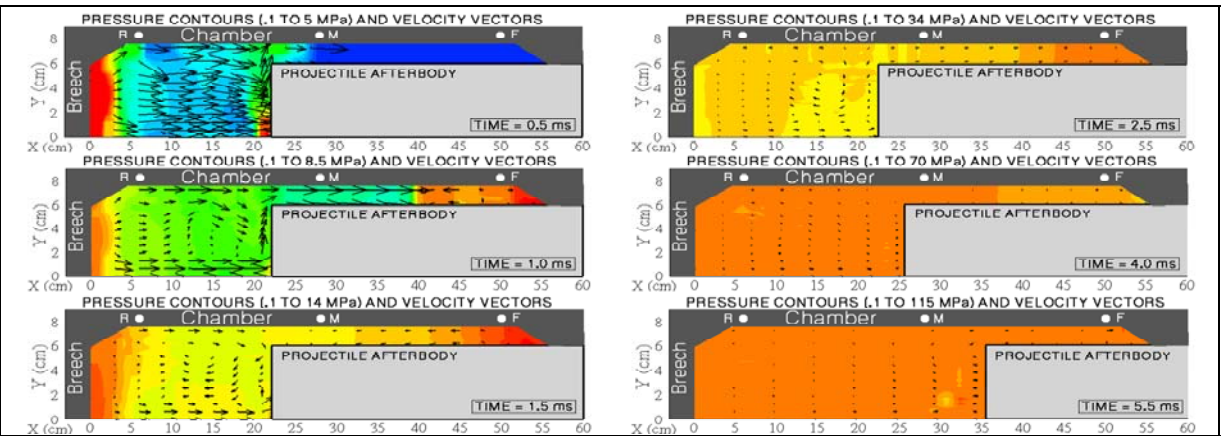 PRESSURE CONTOURS (.1 TO 5 MPa) AND VELOCITY VECTORS
8 R Chamber M F
6
4
2
0
Y (cm)
Breech
PROJECTILE AFTERBODY
TIME = 0.5 ms
X (cm) 0 5 10 15 20 25 30 35 40 45 50 55 60
PRESSURE CONTOURS (.1 TO 8.5 MPa) AND VELOCITY VECTORS
8 R Chamber M F
6
4
2
0
Y (cm)
Breech
PROJECTILE AFTERBODY
TIME = 1.0 ms
X (cm) 0 5 10 15 20 25 30 35 40 45 50 55 60
PRESSURE CONTOURS (.1 TO 14 MPa) AND VELOCITY VECTORS
8 R Chamber M F
6
4
2
0
Y (cm)
Breech
PROJECTILE AFTERBODY
TIME = 1.5 ms
X (cm) 0 5 10 15 20 25 30 35 40 45 50 55 60
PRESSURE CONTOURS (.1 TO 34 MPa) AND VELOCITY VECTORS
8 R Chamber M F
6
4
2
0
Y (cm)
Breech
PROJECTILE AFTERBODY
TIME = 2.5 ms
X (cm) 0 5 10 15 20 25 30 35 40 45 50 55 60
PRESSURE CONTOURS (.1 TO 70 MPa) AND VELOCITY VECTORS
8 R Chamber M F
6
4
2
0
Y (cm)
Breech
PROJECTILE AFTERBODY
TIME = 4.0 ms
X (cm) 0 5 10 15 20 25 30 35 40 45 50 55 60
PRESSURE CONTOURS (.1 TO 115 MPa) AND VELOCITY VECTORS
8 R Chamber M F
6
4
2
0
Y (cm)
Breech
PROJECTILE AFTERBODY
TIME = 5.5 ms
X (cm) 0 5 10 15 20 25 30 35 40 45 50 55 60